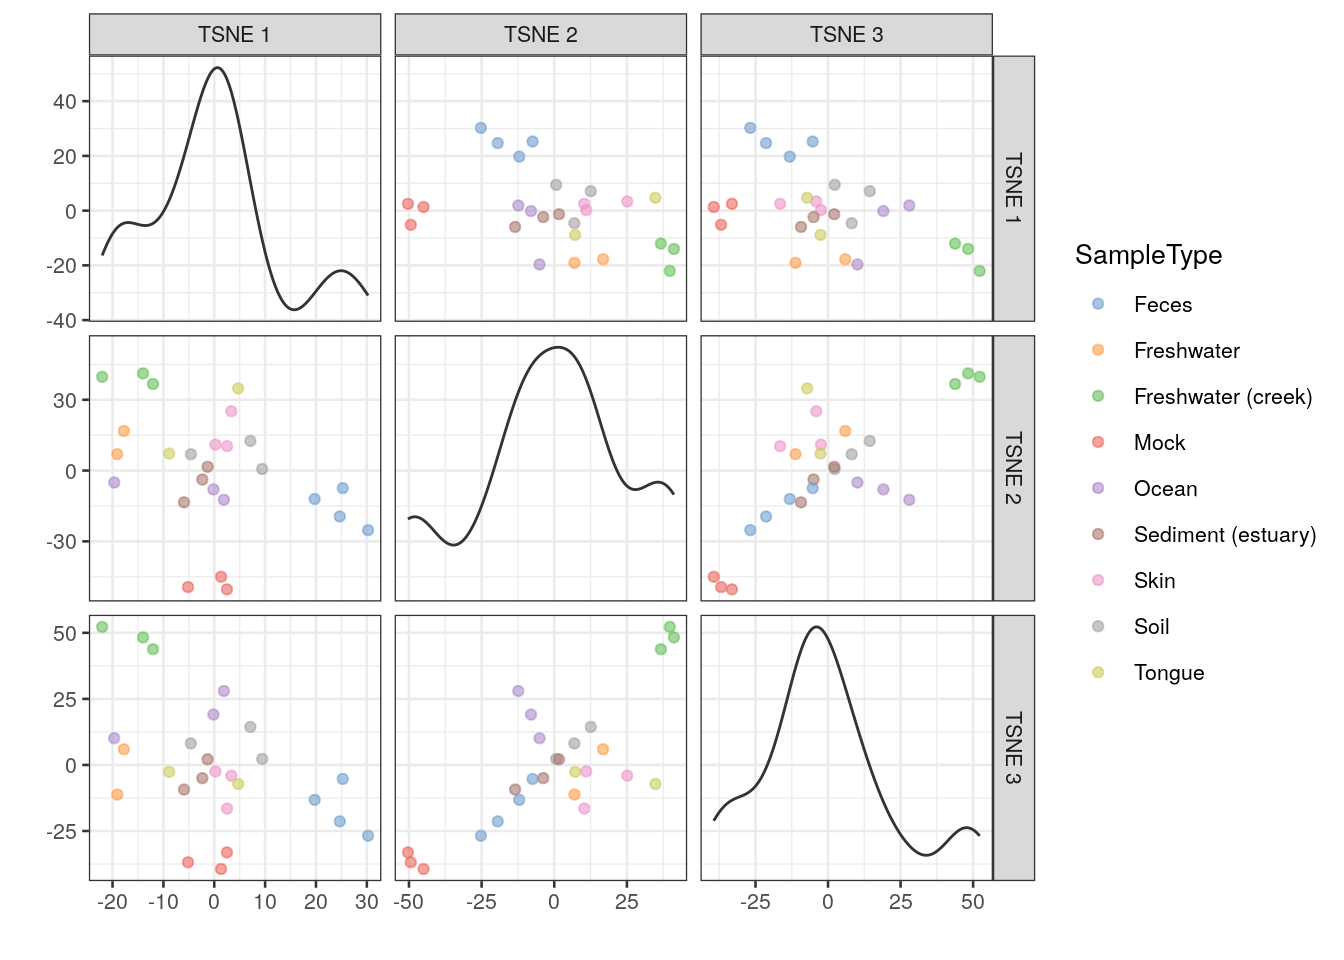 TSNE 1
TSNE 2
TSNE 3
40
20
0
-20
-40
TSNE 1
30
0
-30
TSNE 2
50
25
0
-25
TSNE 3
-20 -10 0 10 20 30
-50 -25 0 25
-25 0 25 50
SampleType
Feces
Freshwater
Freshwater (creek)
Mock
Ocean
Sediment (estuary)
Skin
Soil
Tongue